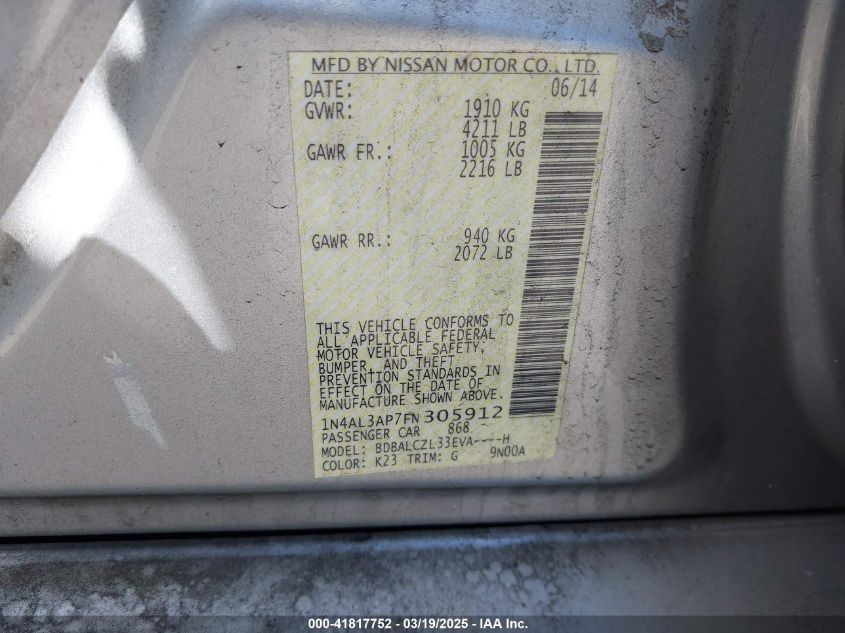 MFD BY NISSAN MOTOR CO., LTD.
DATE: 06/14
GVWR: 1910 KG
4211 LB
GAWR FR.: 1005 KG
2216 LB
GAWR RR.: 940 KG
2072 LB
THIS VEHICLE CONFORMS TO
ALL APPLICABLE FEDERAL
MOTOR VEHICLE SAFETY,
BUMPER, AND THEFT
PREVENTION STANDARDS IN
EFFECT ON THE DATE OF
MANUFACTURE SHOWN ABOVE.
1N4AL3AP7FN305912
PASSENGER CAR 868
MODEL: BDBALCZL33EVA----H
COLOR: K23 TRIM: G 9N00A
000-41817752 - 03/19/2025 - IAA Inc.